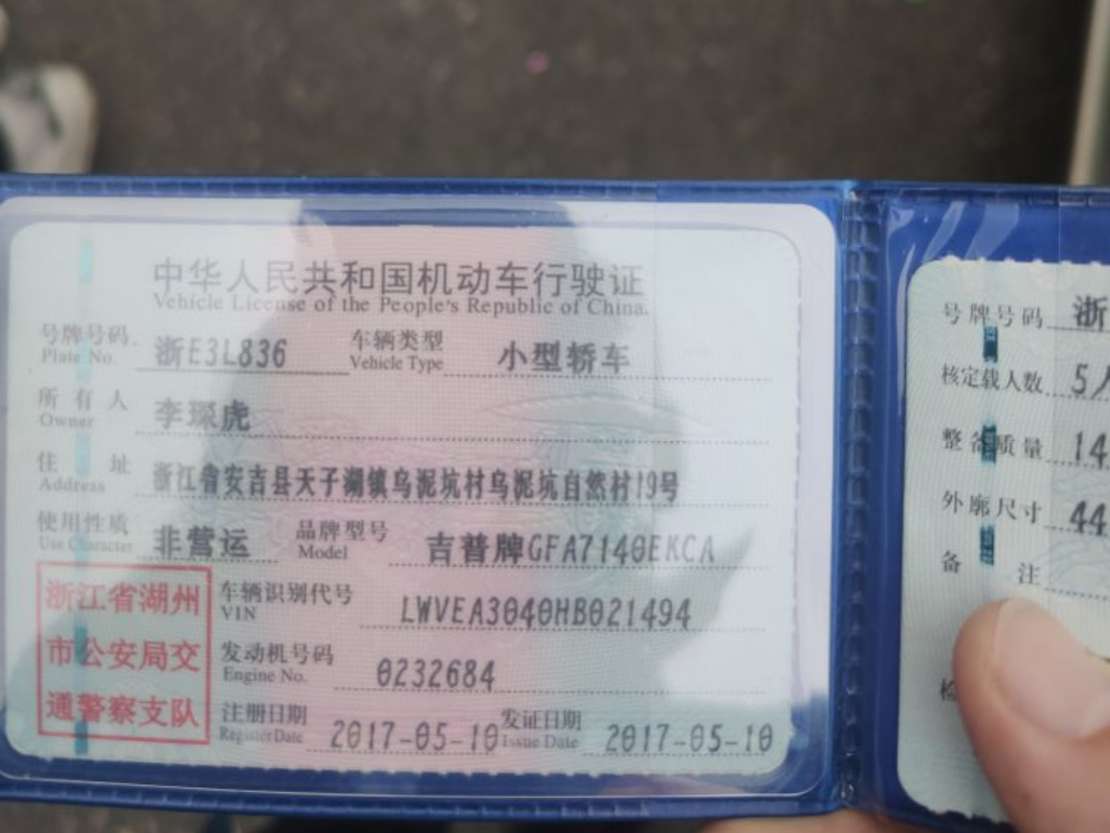 中华人民共和国机动车行驶证
Vehicle License of the People's Republic of China.
号牌号码 浙E3L836 车辆类型 小型轿车
Plate No. Vehicle Type
所有人 李琛虎
Owner
住址 浙江省安吉县天子湖镇乌泥坑村乌泥坑自然村19号
Address
使用性质 非营运 品牌型号 吉普牌GFA7140EKCA
Use Character Model
浙江省湖州
市公安局交
通警察支队
车辆识别代号 LWVEA3040HB021494
VIN
发动机号码 0232684
Engine No.
注册日期 2017-05-10 发证日期 2017-05-10
Register Date Issue Date
号牌号码 浙
核定载人数 5人
整备质量 14
外廓尺寸 44
备注
检